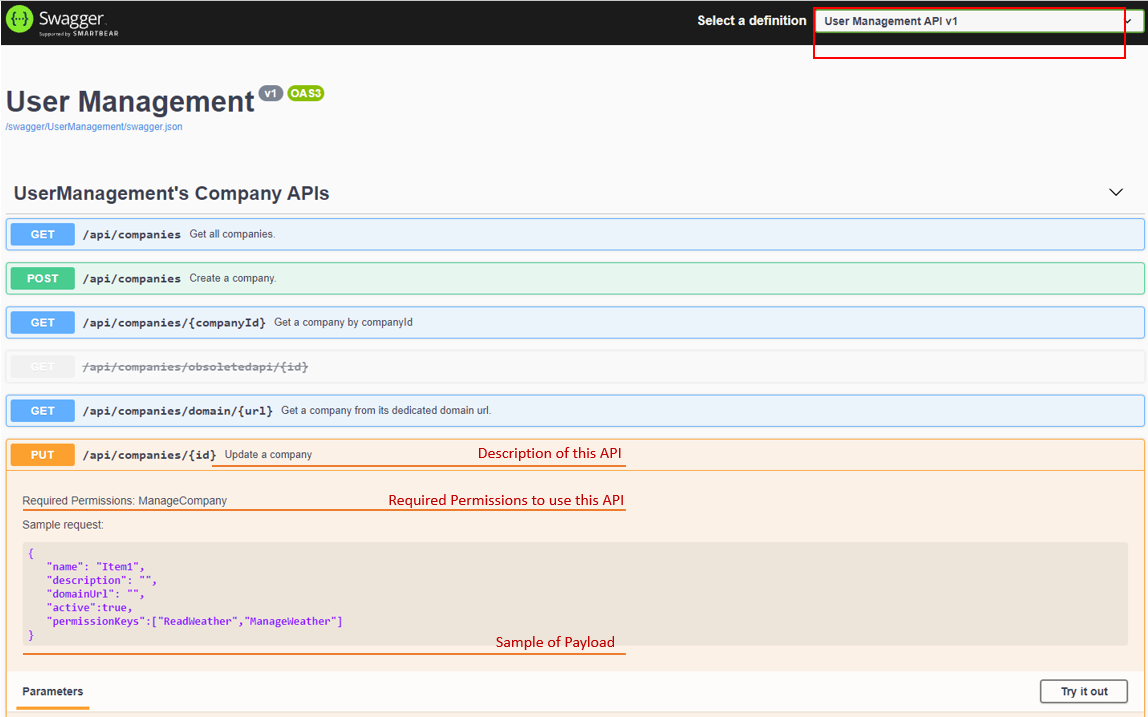 Swagger
Supported by SMARTBEAR
Select a definition
User Management API v1
User Management v1 OAS3
/swagger/UserManagement/swagger.json
UserManagement's Company APIs
GET /api/companies Get all companies.
POST /api/companies Create a company.
GET /api/companies/{companyId} Get a company by companyId
GET /api/companies/obsoletedapi/{id}
GET /api/companies/domain/{url} Get a company from its dedicated domain url.
PUT /api/companies/{id} Update a company Description of this API
Required Permissions: ManageCompany Required Permissions to use this API
Sample request:
{
"name": "Item1",
"description": "",
"domainUrl": "",
"active":true,
"permissionKeys":["ReadWeather","ManageWeather"]
}
Sample of Payload
Parameters Try it out